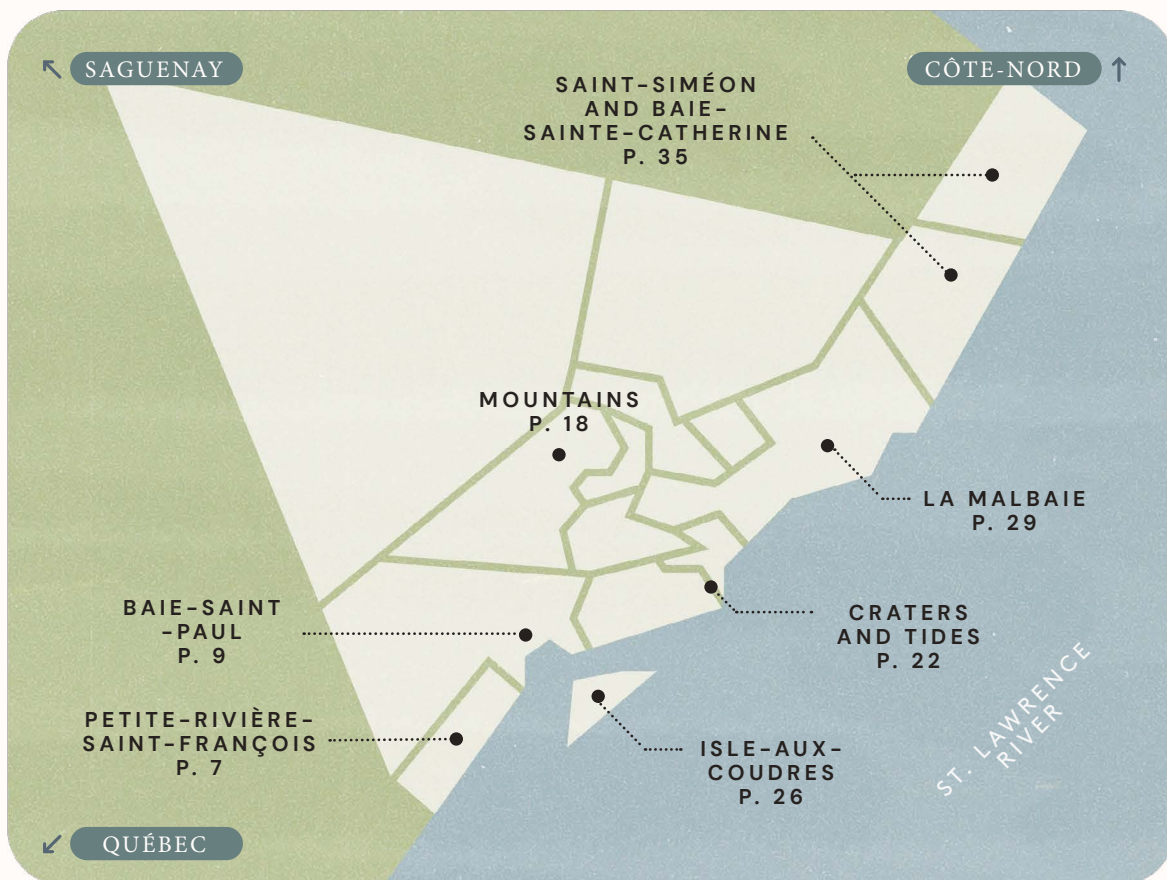 SAGUENAY
CÔTE-NORD
SAINT-SIMÉON
AND BAIE-
SAINTE-CATHERINE
P. 35
MOUNTAINS
P. 18
LA MALBAIE
P. 29
BAIE-SAINT
-PAUL
P. 9
CRATERS
AND TIDES
P. 22
PETITE-RIVIÈRE-
SAINT-FRANÇOIS
P. 7
ISLE-AUX-
COUDRES
P. 26
ST. LAWRENCE
RIVER
QUÉBEC